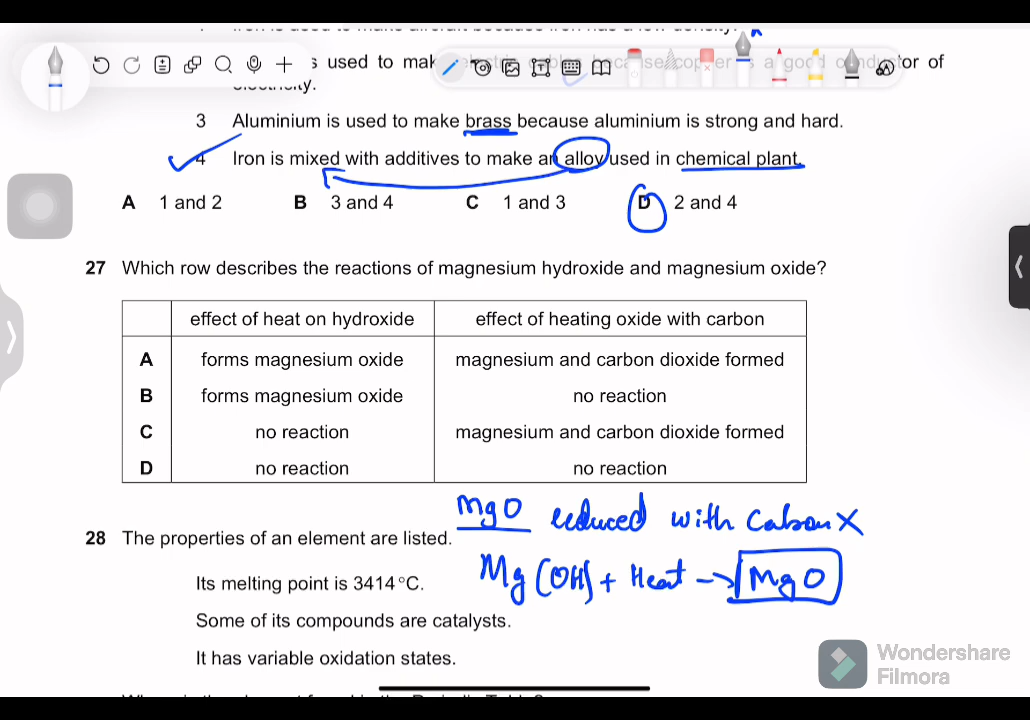 s used to mak
or of
electricity.
3 Aluminium is used to make brass because aluminium is strong and hard.
4 Iron is mixed with additives to make an alloy used in chemical plant.
A 1 and 2 B 3 and 4 C 1 and 3 D 2 and 4
27 Which row describes the reactions of magnesium hydroxide and magnesium oxide?
effect of heat on hydroxide effect of heating oxide with carbon
A forms magnesium oxide magnesium and carbon dioxide formed
B forms magnesium oxide no reaction
C no reaction magnesium and carbon dioxide formed
D no reaction no reaction
MgO reduced with Carbon X
28 The properties of an element are listed.
Mg(OH) + Heat → MgO
Its melting point is 3414 °C.
Some of its compounds are catalysts.
It has variable oxidation states.
Wondershare
Filmora